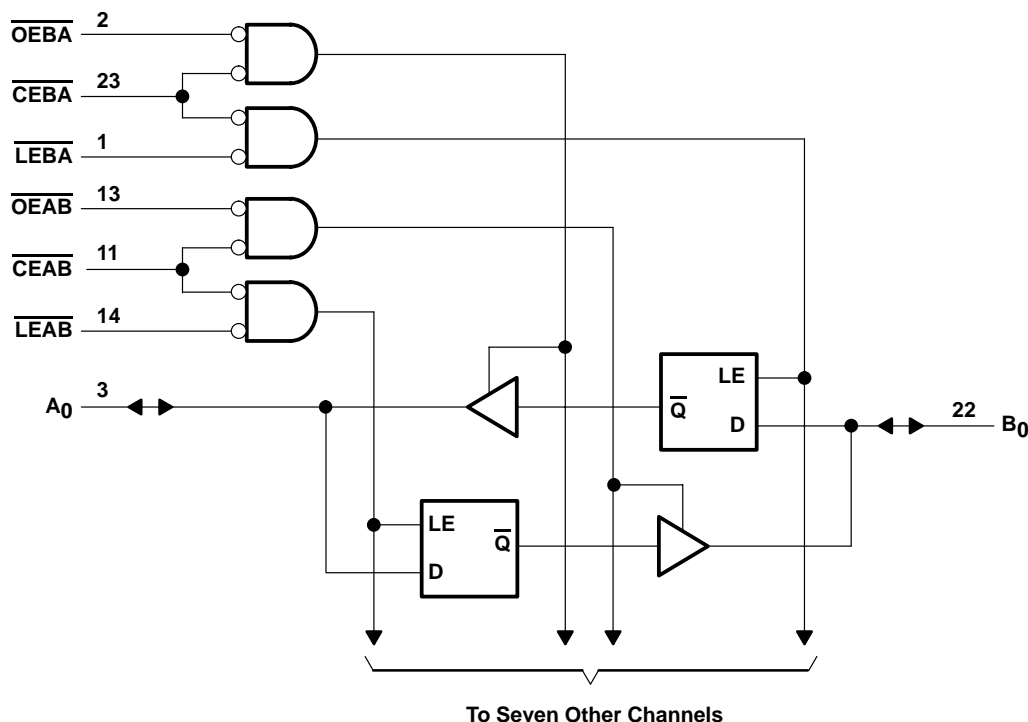 OEBA 2
CEBA 23
LEBA 1
OEAB 13
CEAB 11
LEAB 14
A0 3
LE
Q
D
22 B0
LE
Q
D
To Seven Other Channels